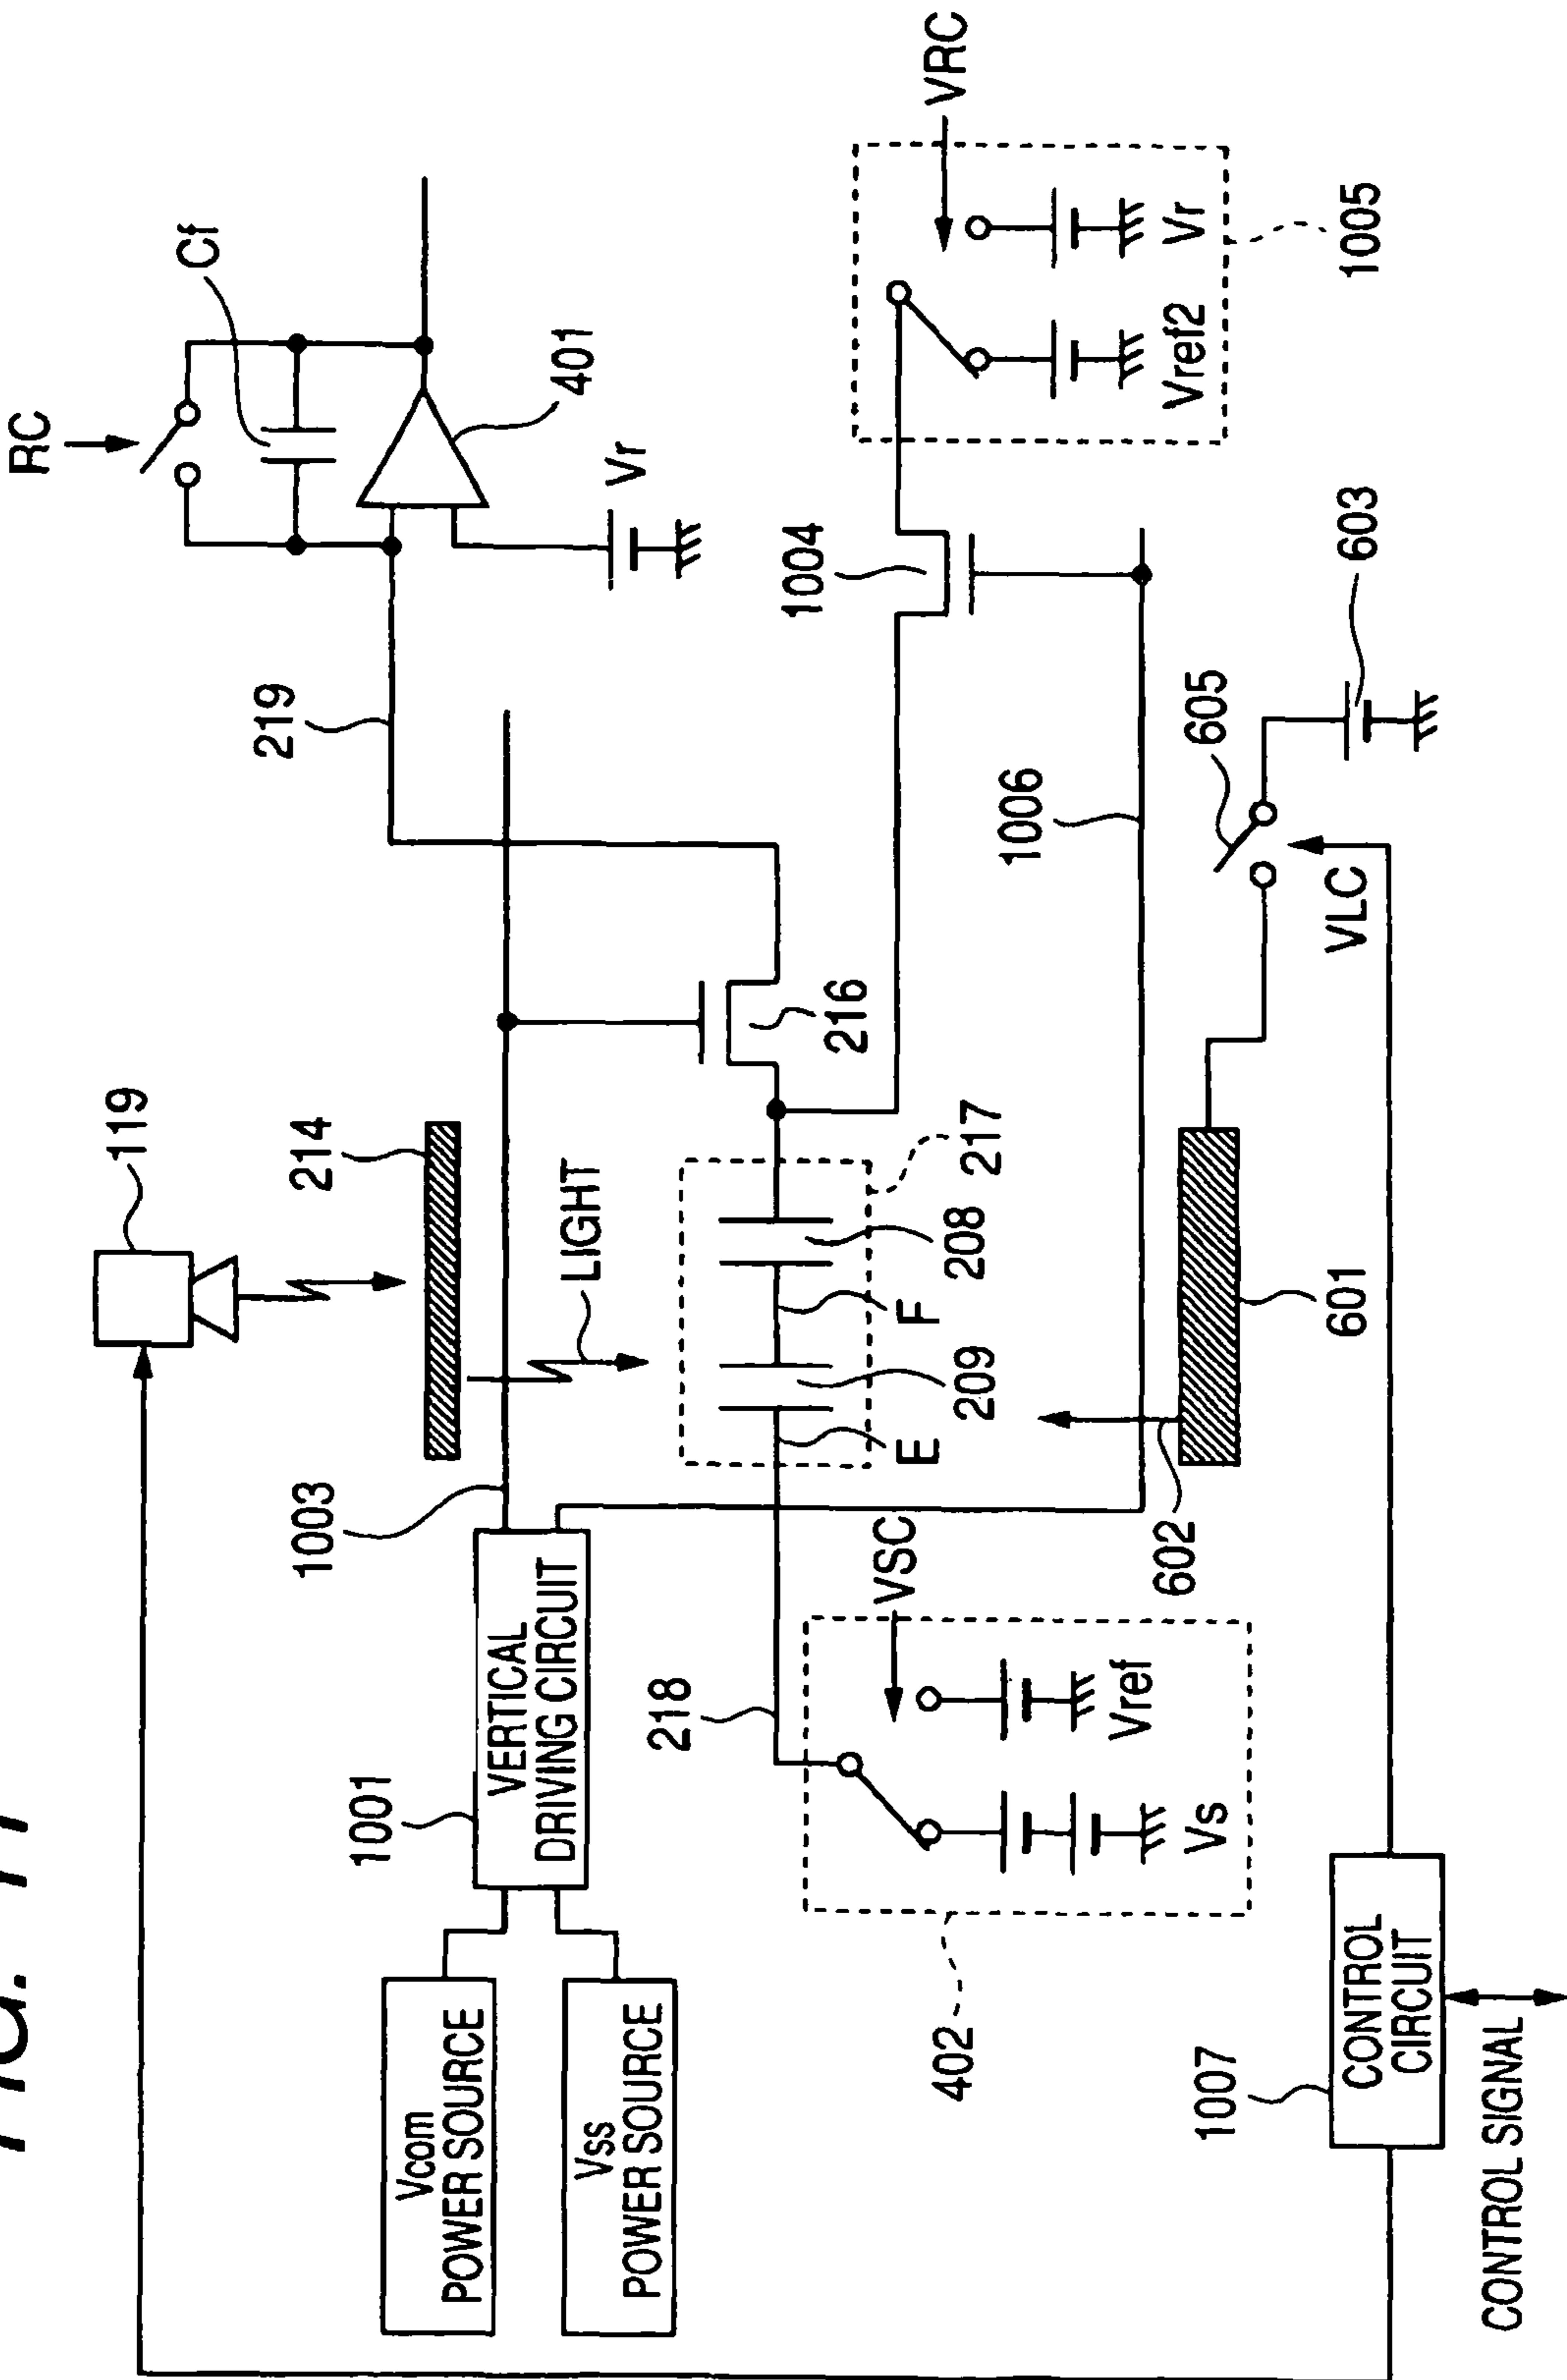 RC
Cf
401
Vr
219
119
214
LIGHT
1003
1001
VERTICAL
DRIVING CIRCUIT
Vcom
POWER SOURCE
Vss
POWER SOURCE
216
217
208
F
209
E
218
VSC
Vref
Vs
402
1004
VRC
Vref2
Vr
1005
1006
605
603
VLC
601
602
1007
CONTROL
CIRCUIT
CONTROL SIGNAL